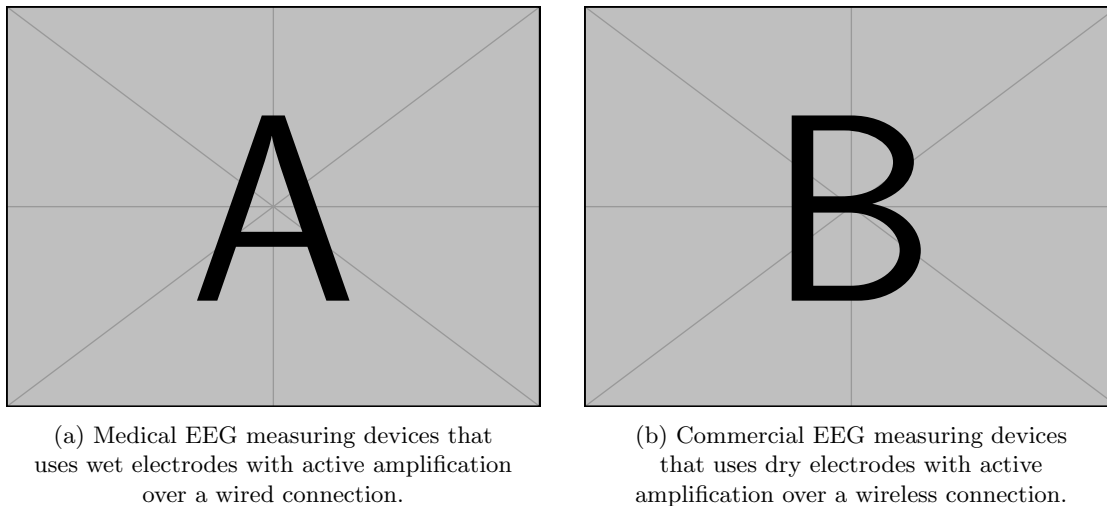 A
B
(a) Medical EEG measuring devices that
uses wet electrodes with active amplification
over a wired connection.
(b) Commercial EEG measuring devices
that uses dry electrodes with active
amplification over a wireless connection.